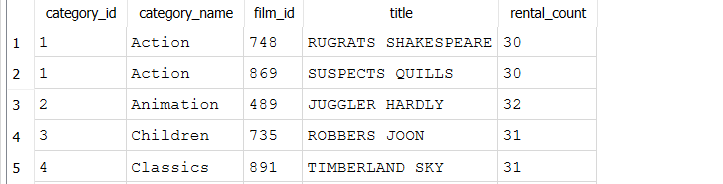 category_id category_name film_id title rental_count
1 1 Action 748 RUGRATS SHAKESPEARE 30
2 1 Action 869 SUSPECTS QUILLS 30
3 2 Animation 489 JUGGLER HARDLY 32
4 3 Children 735 ROBBERS JOON 31
5 4 Classics 891 TIMBERLAND SKY 31